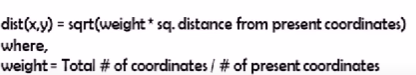 dist(x,y) = sqrt(weight * sq. distance from present coordinates)
where,
weight = Total # of coordinates / # of present coordinates